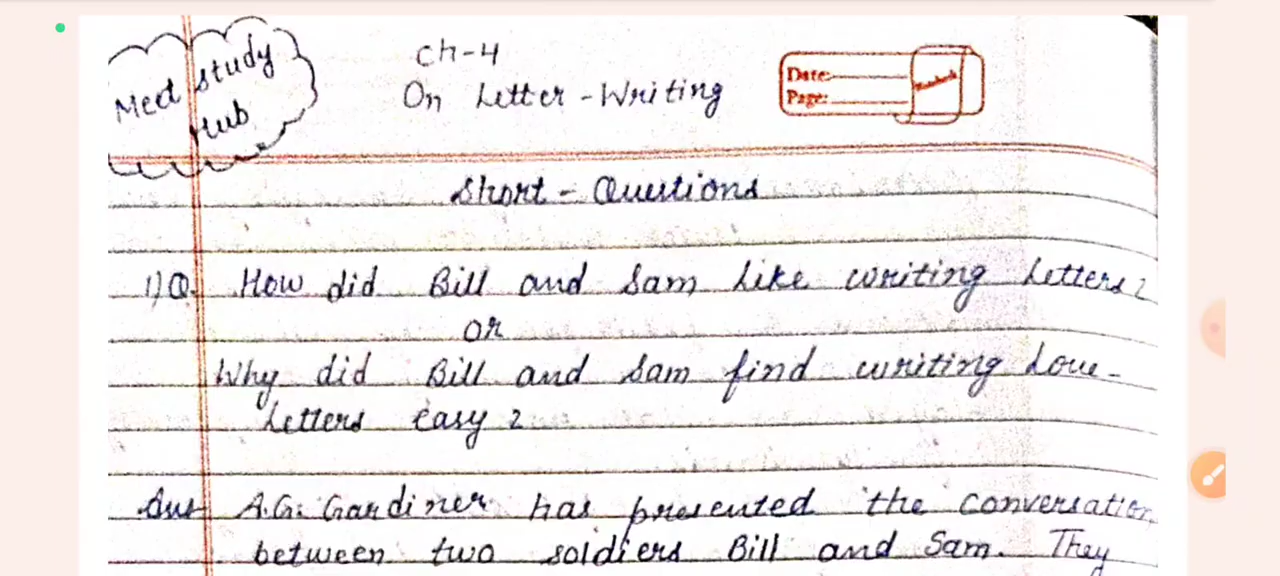 Meet study
Hub
Ch-4
On Letter-Writing
Date:
Page:
Short - Questions
1) Q. How did Bill and Sam like writing letters?
OR
Why did Bill and Sam find writing Love-
letters easy?
Ans A.G. Gardiner has presented the conversation
between two soldiers Bill and Sam. They